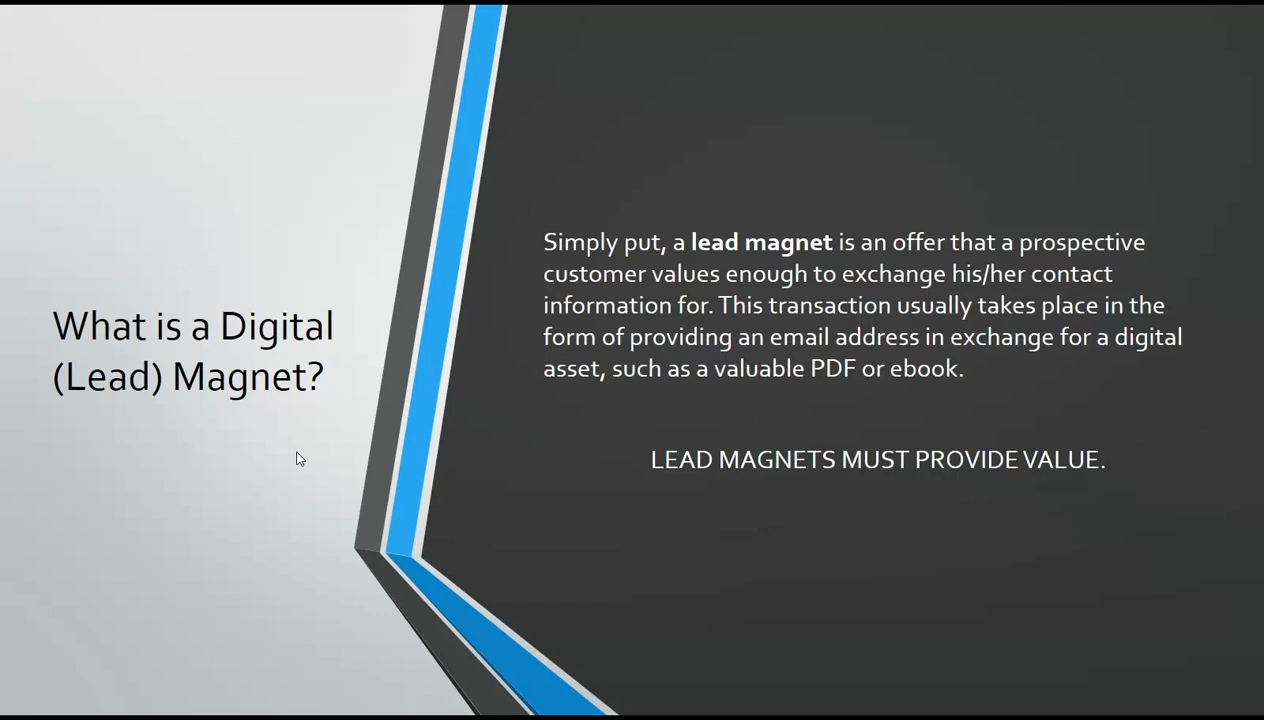 What is a Digital
(Lead) Magnet?
Simply put, a lead magnet is an offer that a prospective
customer values enough to exchange his/her contact
information for. This transaction usually takes place in the
form of providing an email address in exchange for a digital
asset, such as a valuable PDF or ebook.
LEAD MAGNETS MUST PROVIDE VALUE.